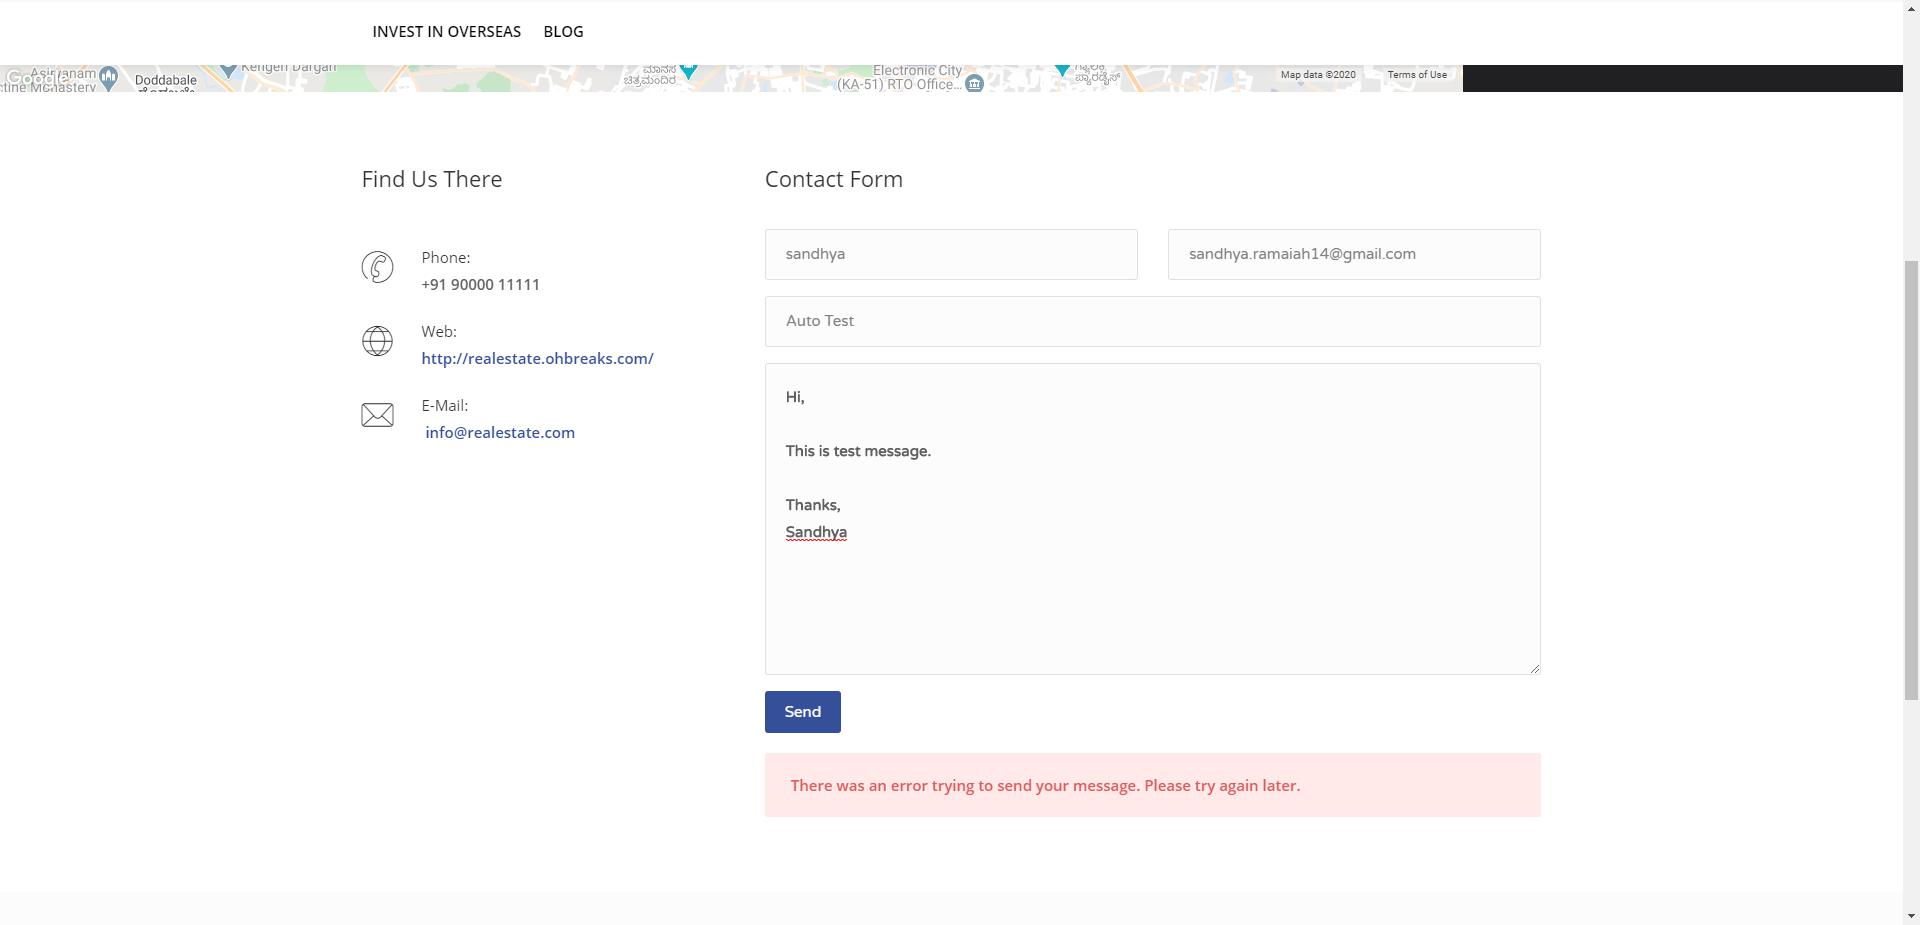 INVEST IN OVERSEAS BLOG
Google
Kengeri Dargah
ಮಾನಸ
Electronic City
Map data ©2020 Terms of Use
Doddabale
ಚಿತ್ರಮಂದಿರ
(KA-51) RTO Office...
Monastery
Find Us There
Contact Form
sandhya
sandhya.ramaiah14@gmail.com
Phone:
+91 90000 11111
Auto Test
Web:
http://realestate.ohbreaks.com/
Hi,
E-Mail:
info@realestate.com
This is test message.
Thanks,
Sandhya
Send
There was an error trying to send your message. Please try again later.